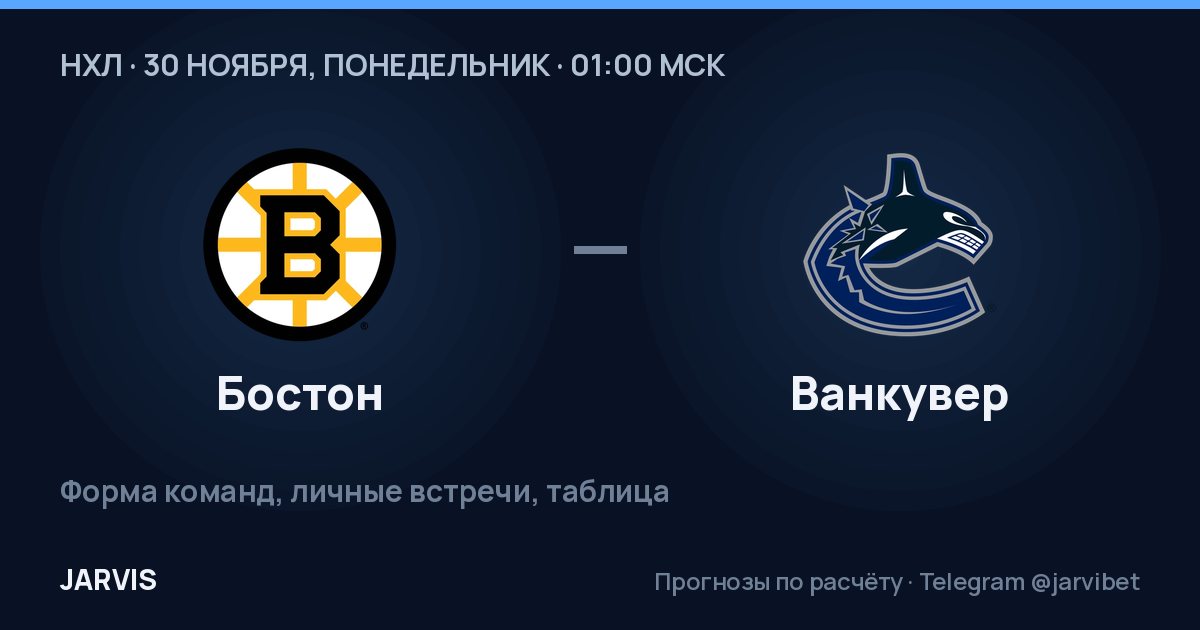 НХЛ · 30 НОЯБРЯ, ПОНЕДЕЛЬНИК · 01:00 МСК
B
®
—
Бостон
Ванкувер
Форма команд, личные встречи, таблица
JARVIS
Прогнозы по расчёту · Telegram @jarvibet